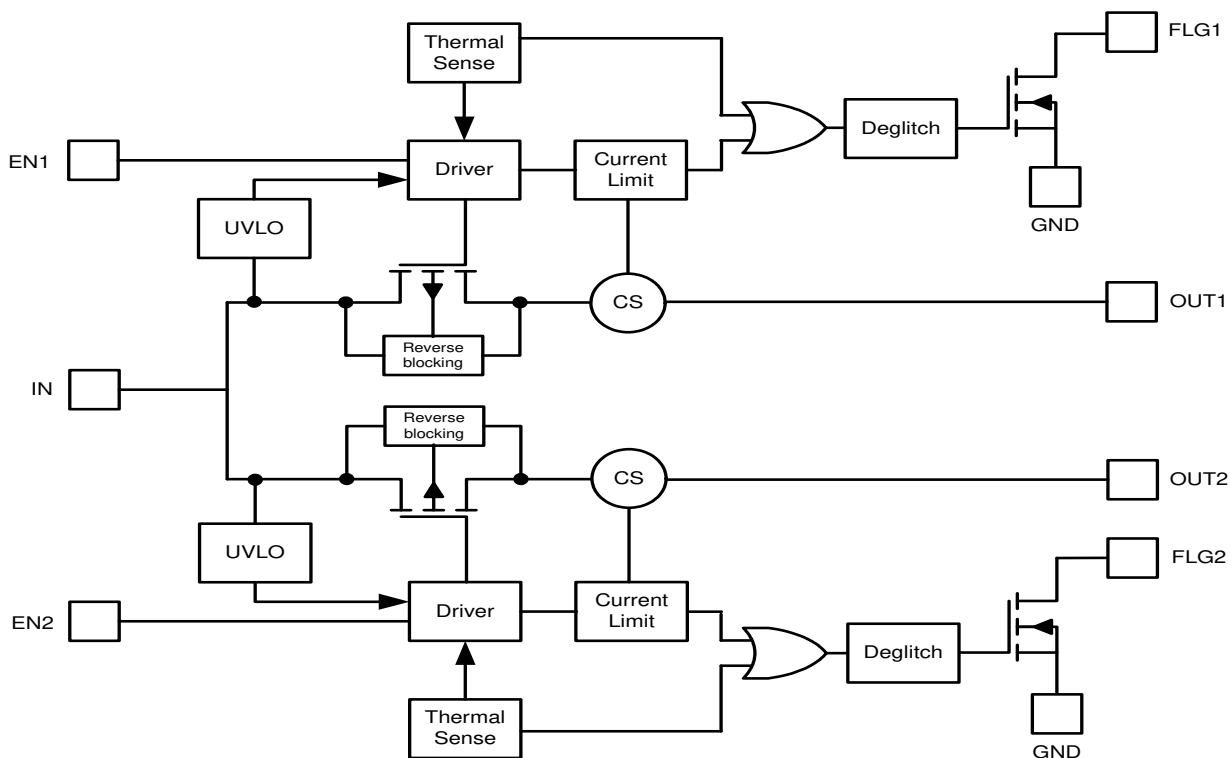 Thermal
Sense
FLG1
Deglitch
EN1
Driver
Current
Limit
GND
UVLO
CS
OUT1
Reverse
blocking
IN
Reverse
blocking
CS
OUT2
UVLO
FLG2
Driver
Current
Limit
EN2
Deglitch
Thermal
Sense
GND